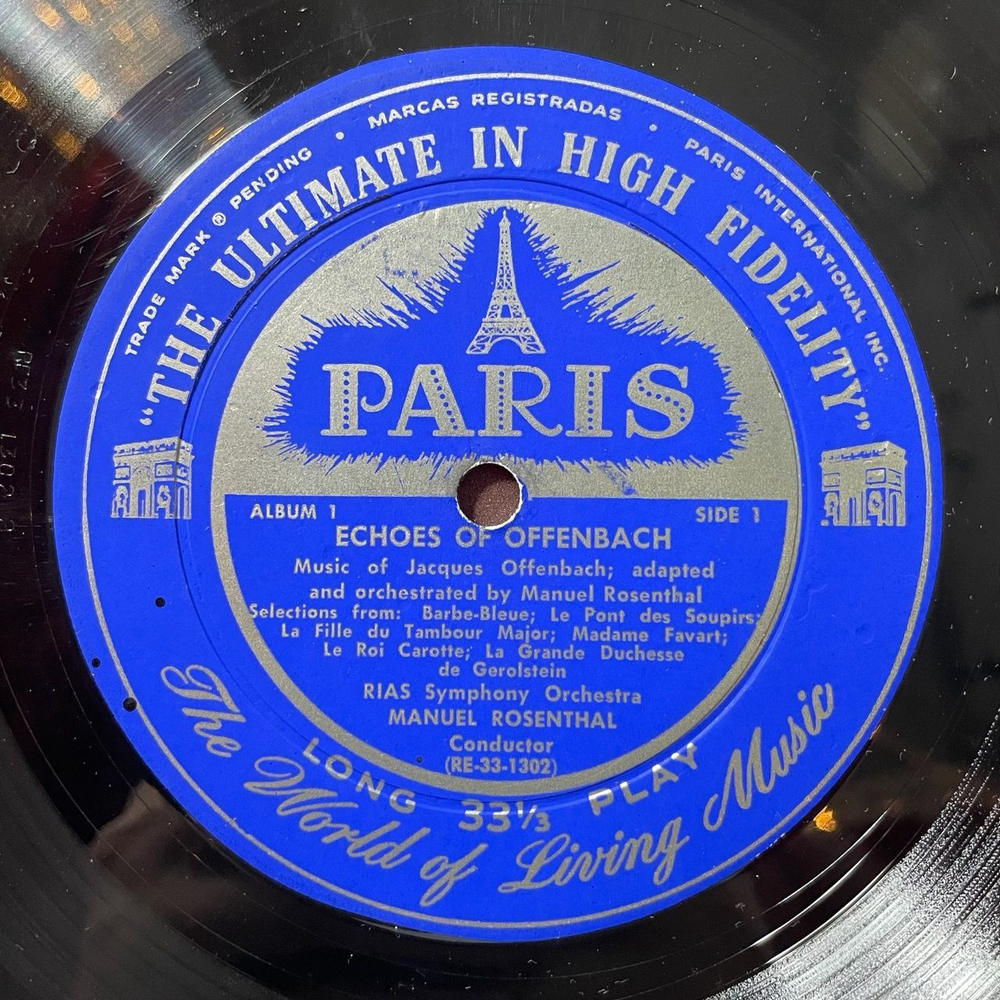 TRADE MARK ® PENDING • MARCAS REGISTRADAS • PARIS INTERNATIONAL INC.
"THE ULTIMATE IN HIGH FIDELITY"
PARIS
ALBUM 1 SIDE 1
ECHOES OF OFFENBACH
Music of Jacques Offenbach; adapted
and orchestrated by Manuel Rosenthal
Selections from: Barbe-Bleue; Le Pont des Soupirs;
La Fille du Tambour Major; Madame Favart;
Le Roi Carotte; La Grande Duchesse
de Gerolstein
RIAS Symphony Orchestra
MANUEL ROSENTHAL
Conductor
(RE-33-1302)
LONG 33⅓ PLAY
The World of Living Music